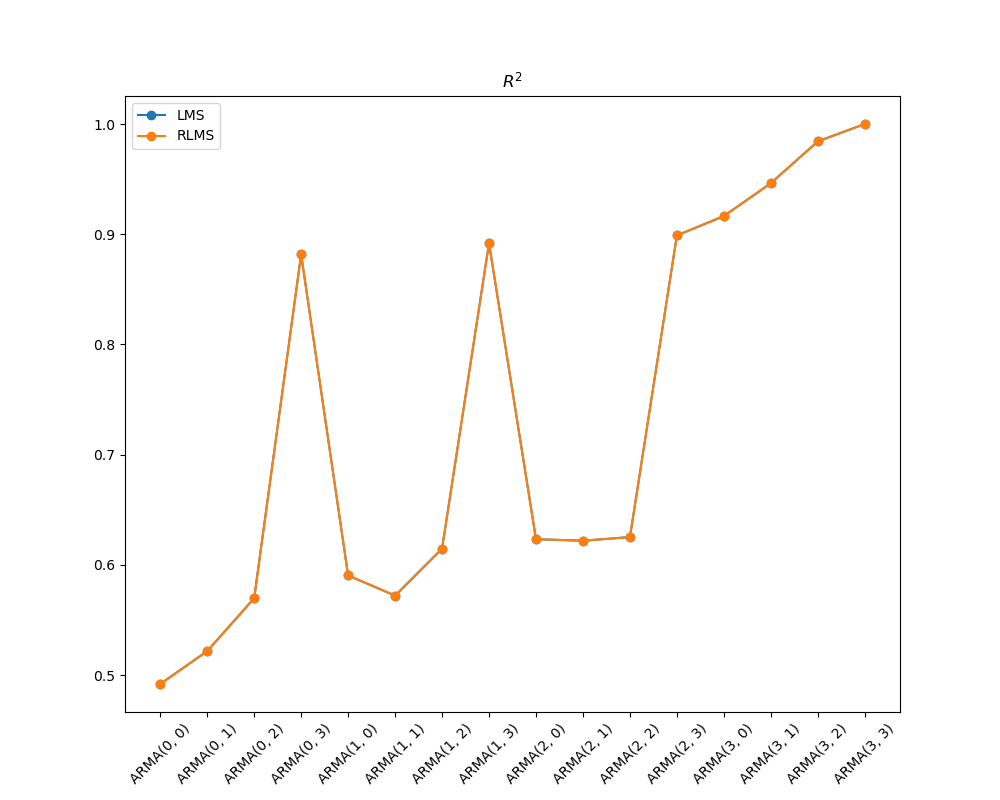 R²
LMS
RLMS
1.0
0.9
0.8
0.7
0.6
0.5
ARMA(0, 0)
ARMA(0, 1)
ARMA(0, 2)
ARMA(0, 3)
ARMA(1, 0)
ARMA(1, 1)
ARMA(1, 2)
ARMA(1, 3)
ARMA(2, 0)
ARMA(2, 1)
ARMA(2, 2)
ARMA(2, 3)
ARMA(3, 0)
ARMA(3, 1)
ARMA(3, 2)
ARMA(3, 3)